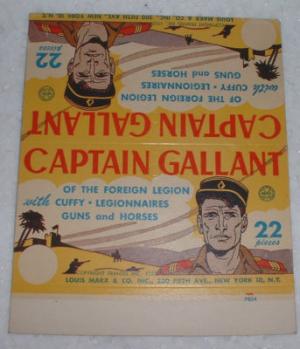 22
pieces
LOUIS MARX & CO. INC., 200 FIFTH AVE., NEW YORK 10, N.Y.
with CUFFY • LEGIONNAIRES
GUNS and HORSES
OF THE FOREIGN LEGION
CAPTAIN GALLANT
CAPTAIN GALLANT
OF THE FOREIGN LEGION
with CUFFY • LEGIONNAIRES
GUNS and HORSES
22
pieces
COPYRIGHT
LOUIS MARX & CO. INC., 200 FIFTH AVE., NEW YORK 10, N.Y.